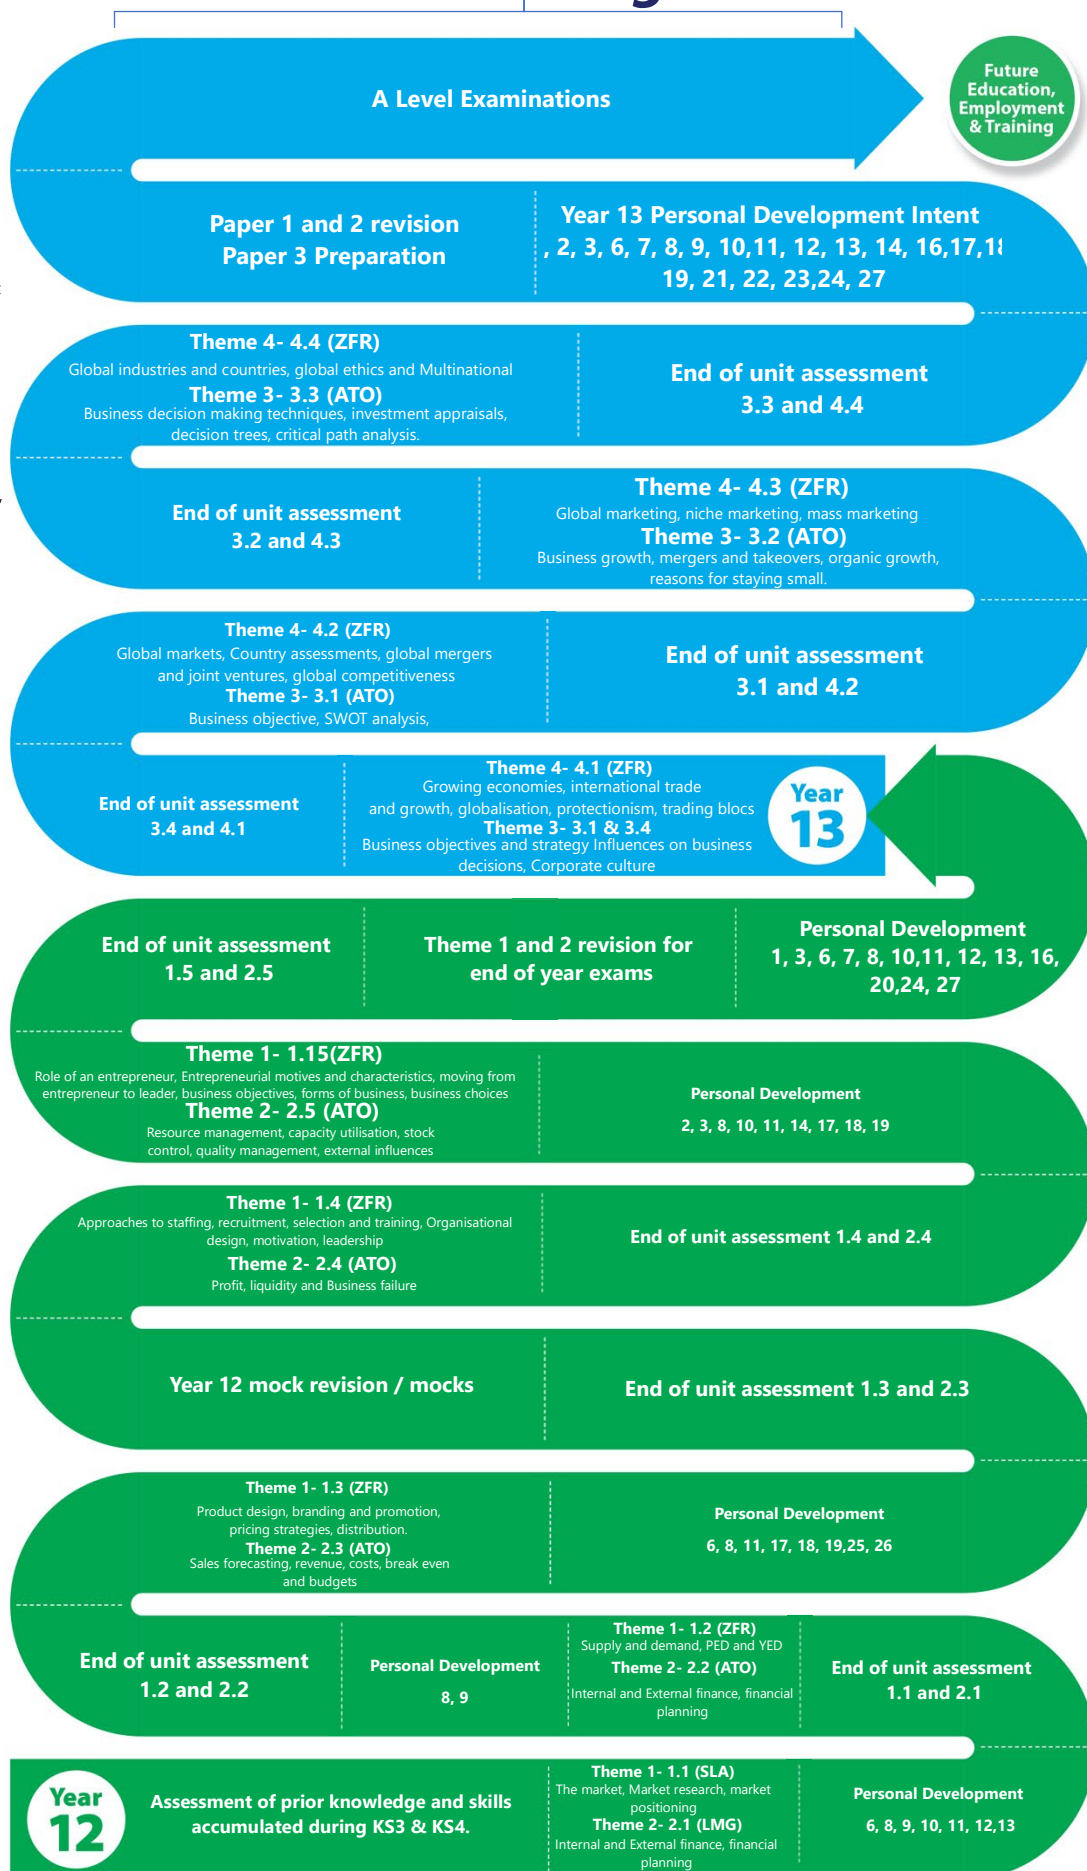 A Level Examinations
Future
Education,
Employment
& Training
Paper 1 and 2 revision
Paper 3 Preparation
Year 13 Personal Development Intent
, 2, 3, 6, 7, 8, 9, 10,11, 12, 13, 14, 16,17,18
19, 21, 22, 23,24, 27
Theme 4- 4.4 (ZFR)
Global industries and countries, global ethics and Multinational
Theme 3- 3.3 (ATO)
Business decision making techniques, investment appraisals,
decision trees, critical path analysis.
End of unit assessment
3.3 and 4.4
End of unit assessment
3.2 and 4.3
Theme 4- 4.3 (ZFR)
Global marketing, niche marketing, mass marketing
Theme 3- 3.2 (ATO)
Business growth, mergers and takeovers, organic growth,
reasons for staying small.
Theme 4- 4.2 (ZFR)
Global markets, Country assessments, global mergers
and joint ventures, global competitiveness
Theme 3- 3.1 (ATO)
Business objective, SWOT analysis,
End of unit assessment
3.1 and 4.2
End of unit assessment
3.4 and 4.1
Theme 4- 4.1 (ZFR)
Growing economies, international trade
and growth, globalisation, protectionism, trading blocs
Theme 3- 3.1 & 3.4
Business objectives and strategy Influences on business
decisions, Corporate culture
Year
13
End of unit assessment
1.5 and 2.5
Theme 1 and 2 revision for
end of year exams
Personal Development
1, 3, 6, 7, 8, 10,11, 12, 13, 16,
20,24, 27
Theme 1- 1.15(ZFR)
Role of an entrepreneur, Entrepreneurial motives and characteristics, moving from
entrepreneur to leader, business objectives, forms of business, business choices
Theme 2- 2.5 (ATO)
Resource management, capacity utilisation, stock
control, quality management, external influences
Personal Development
2, 3, 8, 10, 11, 14, 17, 18, 19
Theme 1- 1.4 (ZFR)
Approaches to staffing, recruitment, selection and training, Organisational
design, motivation, leadership
Theme 2- 2.4 (ATO)
Profit, liquidity and Business failure
End of unit assessment 1.4 and 2.4
Year 12 mock revision / mocks
End of unit assessment 1.3 and 2.3
Theme 1- 1.3 (ZFR)
Product design, branding and promotion,
pricing strategies, distribution.
Theme 2- 2.3 (ATO)
Sales forecasting, revenue, costs, break even
and budgets
Personal Development
6, 8, 11, 17, 18, 19,25, 26
End of unit assessment
1.2 and 2.2
Personal Development
8, 9
Theme 1- 1.2 (ZFR)
Supply and demand, PED and YED
Theme 2- 2.2 (ATO)
Internal and External finance, financial
planning
End of unit assessment
1.1 and 2.1
Year
12
Assessment of prior knowledge and skills
accumulated during KS3 & KS4.
Theme 1- 1.1 (SLA)
The market, Market research, market
positioning
Theme 2- 2.1 (LMG)
Internal and External finance, financial
planning
Personal Development
6, 8, 9, 10, 11, 12,13